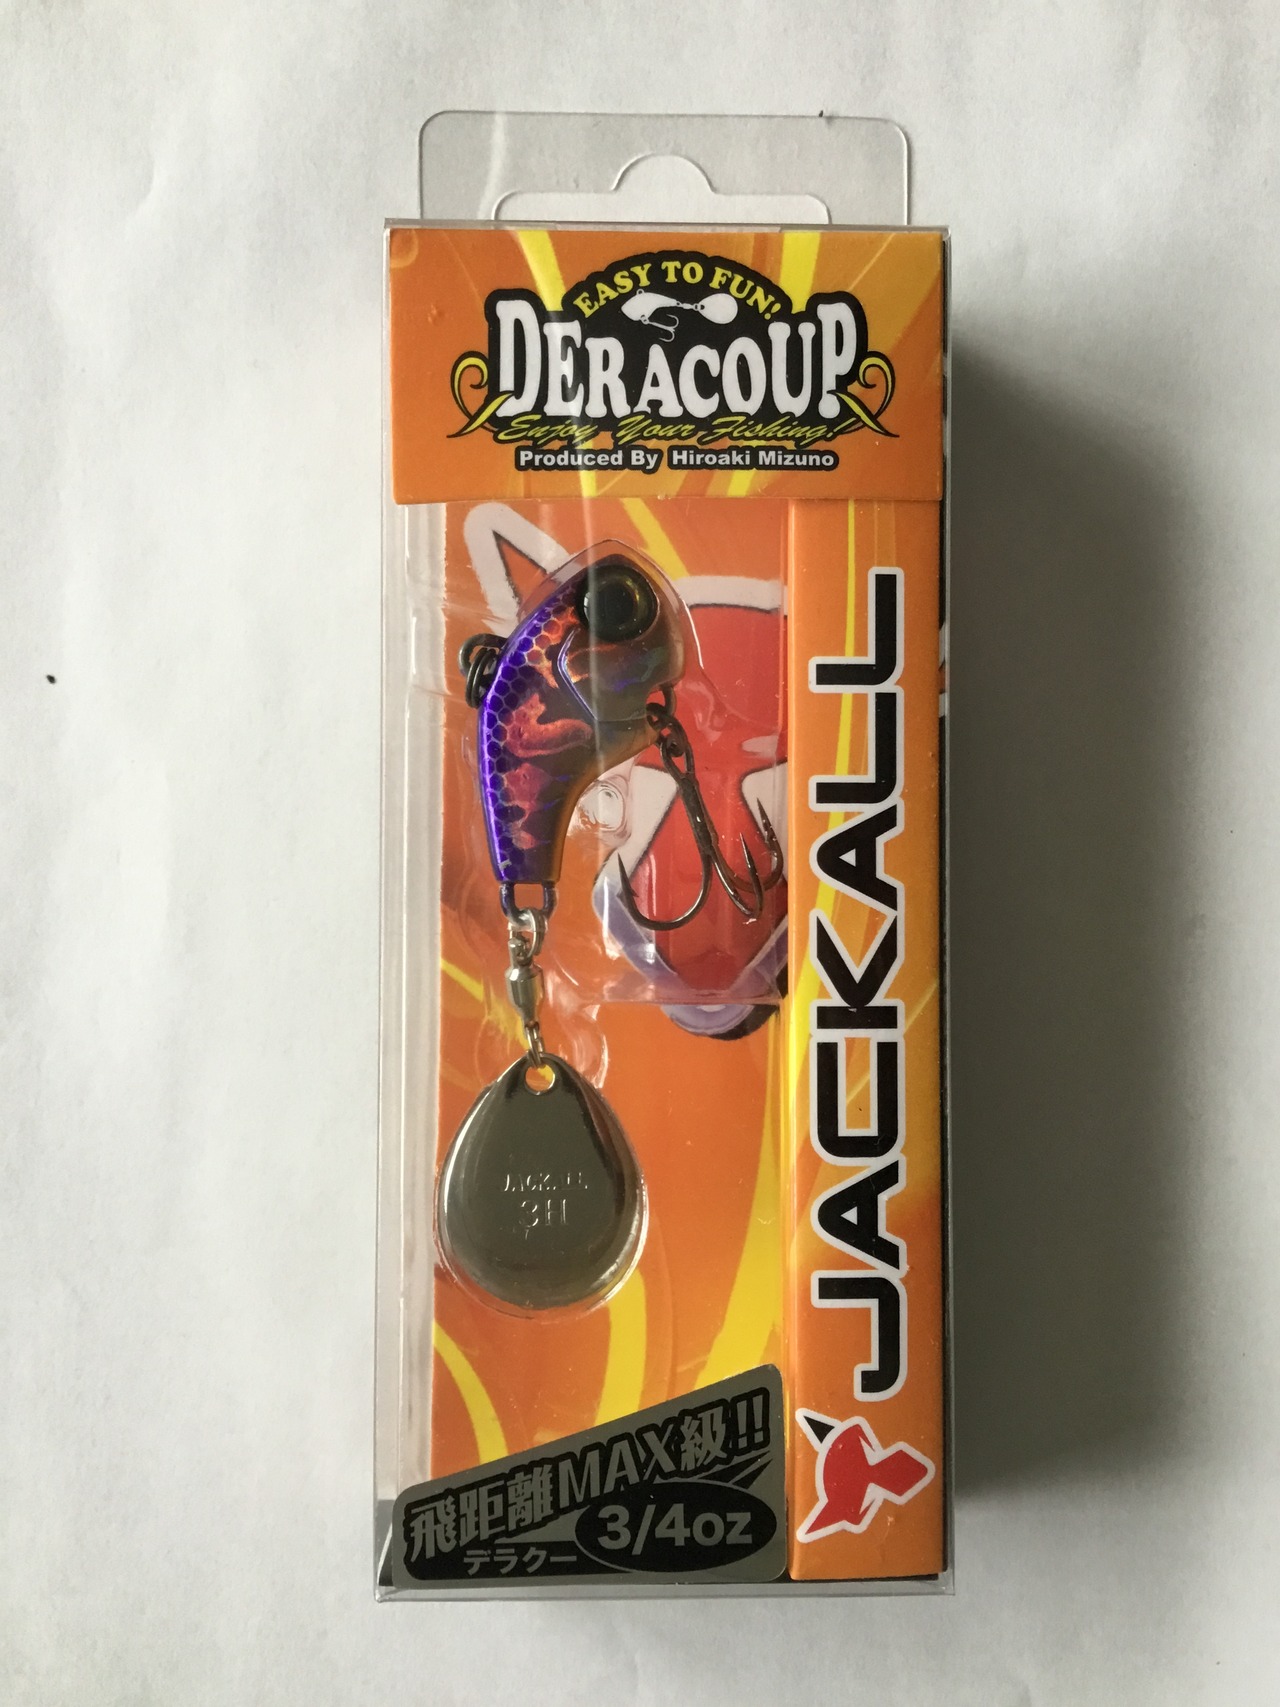 EASY TO FUN!
DERACOUP
Enjoy Your Fishing!
Produced By Hiroaki Mizuno
JACKALL
JACKALL
3H
飛距離MAX級!!
デラクー
3/4oz